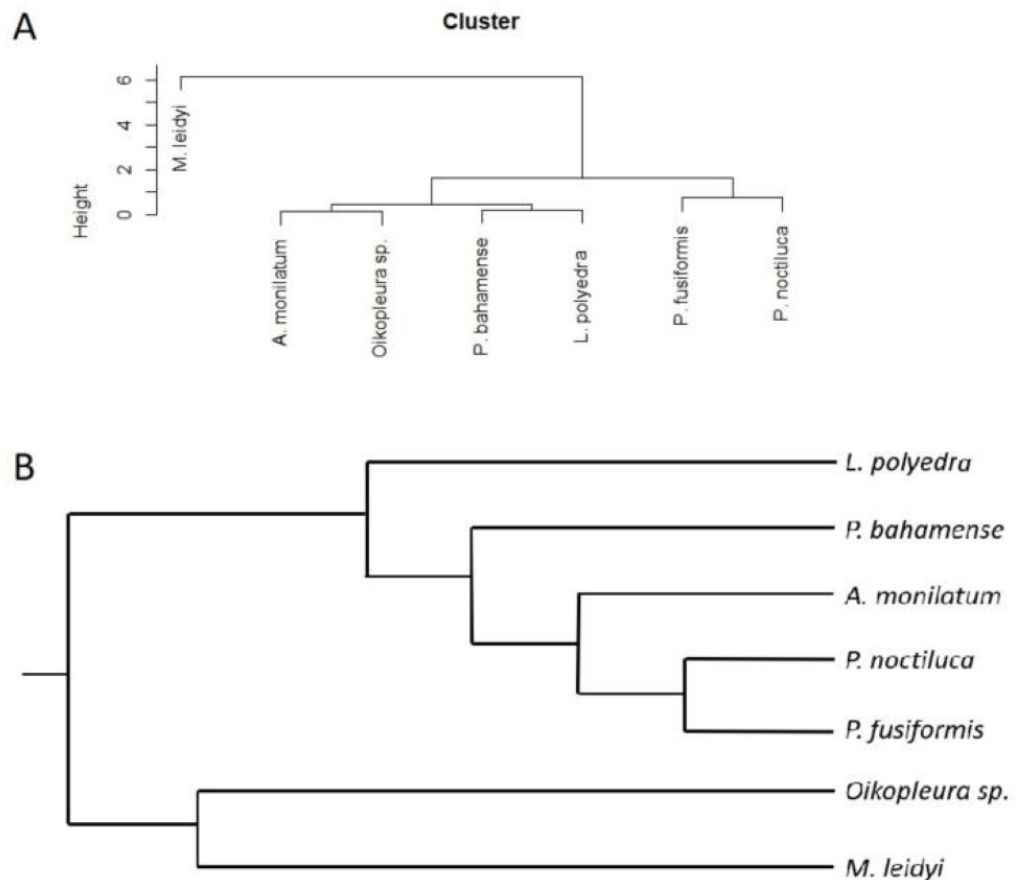 A
Cluster
Height
6
4
2
0
M. leidyi
A. monilatum
Oikopleura sp.
P. bahamense
L. polyedra
P. fusiformis
P. noctiluca
B
L. polyedra
P. bahamense
A. monilatum
P. noctiluca
P. fusiformis
Oikopleura sp.
M. leidyi